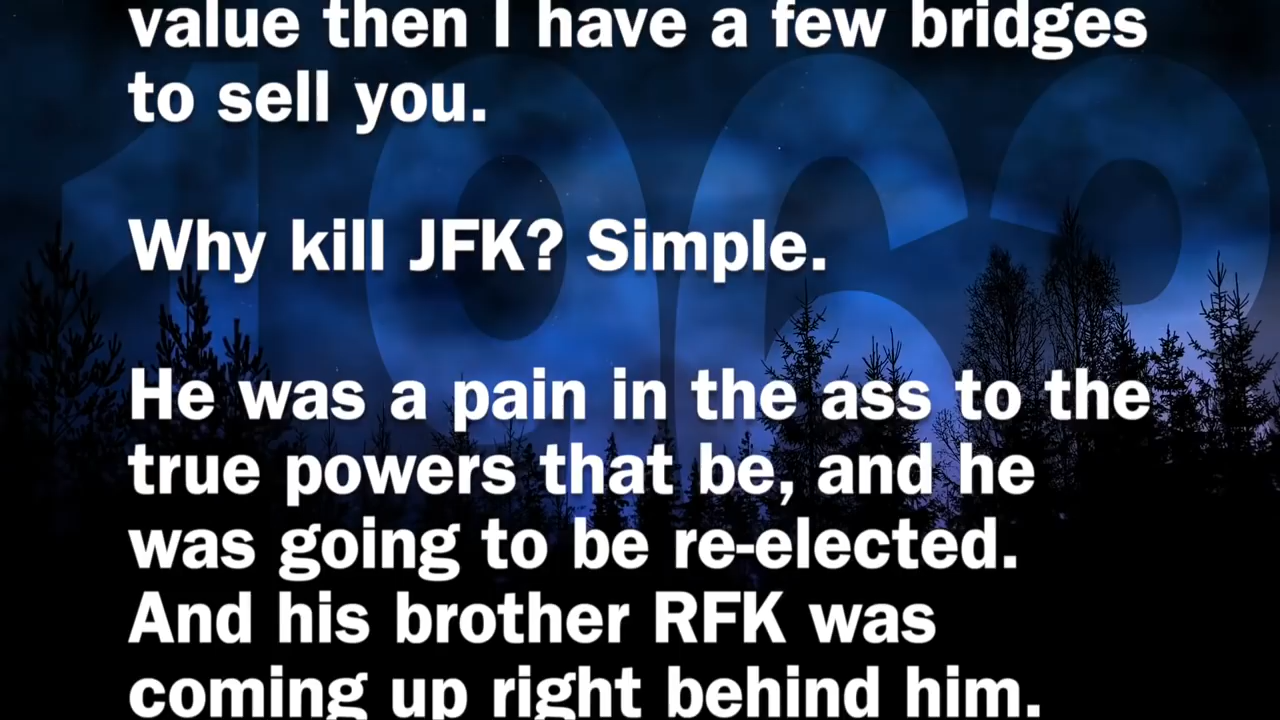 value then I have a few bridges
to sell you.
Why kill JFK? Simple.
He was a pain in the ass to the
true powers that be, and he
was going to be re-elected.
And his brother RFK was
coming up right behind him.